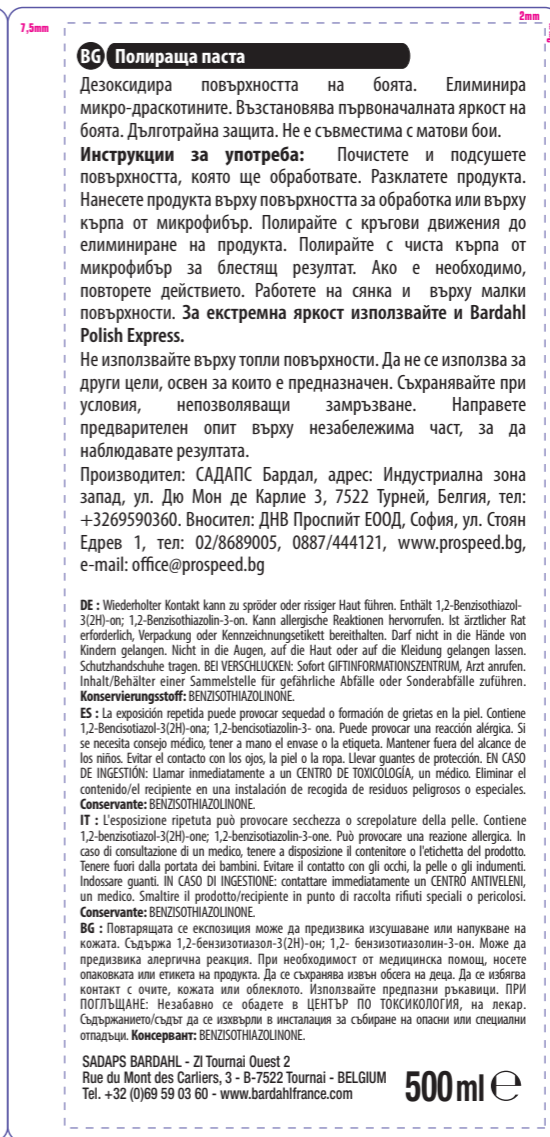 7,5mm
2mm
BG Полираща паста
Дезоксидира повърхността на боята. Елиминира
микро-драскотините. Възстановява първоначалната яркост на
боята. Дълготрайна защита. Не е съвместима с матови бои.
Инструкции за употреба: Почистете и подсушете
повърхността, която ще обработвате. Разклатете продукта.
Нанесете продукта върху повърхността за обработка или върху
кърпа от микрофибър. Полирайте с кръгови движения до
елиминиране на продукта. Полирайте с чиста кърпа от
микрофибър за блестящ резултат. Ако е необходимо,
повторете действието. Работете на сянка и върху малки
повърхности. За екстремна яркост използвайте и Bardahl
Polish Express.
Не използвайте върху топли повърхности. Да не се използва за
други цели, освен за които е предназначен. Съхранявайте при
условия, непозволяващи замръзване. Направете
предварителен опит върху незабележима част, за да
наблюдавате резултата.
Производител: САДАПС Бардал, адрес: Индустриална зона
запад, ул. Дю Мон де Карлие 3, 7522 Турней, Белгия, тел:
+3269590360. Вносител: ДНВ Проспийт ЕООД, София, ул. Стоян
Едрев 1, тел: 02/8689005, 0887/444121, www.prospeed.bg,
e-mail: office@prospeed.bg
DE : Wiederholter Kontakt kann zu spröder oder rissiger Haut führen. Enthält 1,2-Benzisothiazol-
3(2H)-on; 1,2-Benzisothiazolin-3-on. Kann allergische Reaktionen hervorrufen. Ist ärztlicher Rat
erforderlich, Verpackung oder Kennzeichnungsetikett bereithalten. Darf nicht in die Hände von
Kindern gelangen. Nicht in die Augen, auf die Haut oder auf die Kleidung gelangen lassen.
Schutzhandschuhe tragen. BEI VERSCHLUCKEN: Sofort GIFTINFORMATIONSZENTRUM, Arzt anrufen.
Inhalt/Behälter einer Sammelstelle für gefährliche Abfälle oder Sonderabfälle zuführen.
Konservierungsstoff: BENZISOTHIAZOLINONE.
ES : La exposición repetida puede provocar sequedad o formación de grietas en la piel. Contiene
1,2-Bencisotiazol-3(2H)-ona; 1,2-bencisotiazolin-3- ona. Puede provocar una reacción alérgica. Si
se necesita consejo médico, tener a mano el envase o la etiqueta. Mantener fuera del alcance de
los niños. Evitar el contacto con los ojos, la piel o la ropa. Llevar guantes de protección. EN CASO
DE INGESTIÓN: Llamar inmediatamente a un CENTRO DE TOXICOLOGÍA, un médico. Eliminar el
contenido/el recipiente en una instalación de recogida de residuos peligrosos o especiales.
Conservante: BENZISOTHIAZOLINONE.
IT : L'esposizione ripetuta può provocare secchezza o screpolature della pelle. Contiene
1,2-benzisotiazol-3(2H)-one; 1,2-benzisotiazolin-3-one. Può provocare una reazione allergica. In
caso di consultazione di un medico, tenere a disposizione il contenitore o l'etichetta del prodotto.
Tenere fuori dalla portata dei bambini. Evitare il contatto con gli occhi, la pelle o gli indumenti.
Indossare guanti. IN CASO DI INGESTIONE: contattare immediatamente un CENTRO ANTIVELENI,
un medico. Smaltire il prodotto/recipiente in punto di raccolta rifiuti speciali o pericolosi.
Conservante: BENZISOTHIAZOLINONE.
BG : Повтарящата се експозиция може да предизвика изсушаване или напукване на
кожата. Съдържа 1,2-бензизотиазол-3(2H)-он; 1,2- бензизотиазолин-3-он. Може да
предизвика алергична реакция. При необходимост от медицинска помощ, носете
опаковката или етикета на продукта. Да се съхранява извън обсега на деца. Да се избягва
контакт с очите, кожата или облеклото. Използвайте предпазни ръкавици. ПРИ
ПОГЛЪЩАНЕ: Незабавно се обадете в ЦЕНТЪР ПО ТОКСИКОЛОГИЯ, на лекар.
Съдържанието/съдът да се изхвърли в инсталация за събиране на опасни или специални
отпадъци. Консервант: BENZISOTHIAZOLINONE.
SADAPS BARDAHL - ZI Tournai Ouest 2
Rue du Mont des Carliers, 3 - B-7522 Tournai - BELGIUM
Tel. +32 (0)69 59 03 60 - www.bardahlfrance.com
500 ml ℮